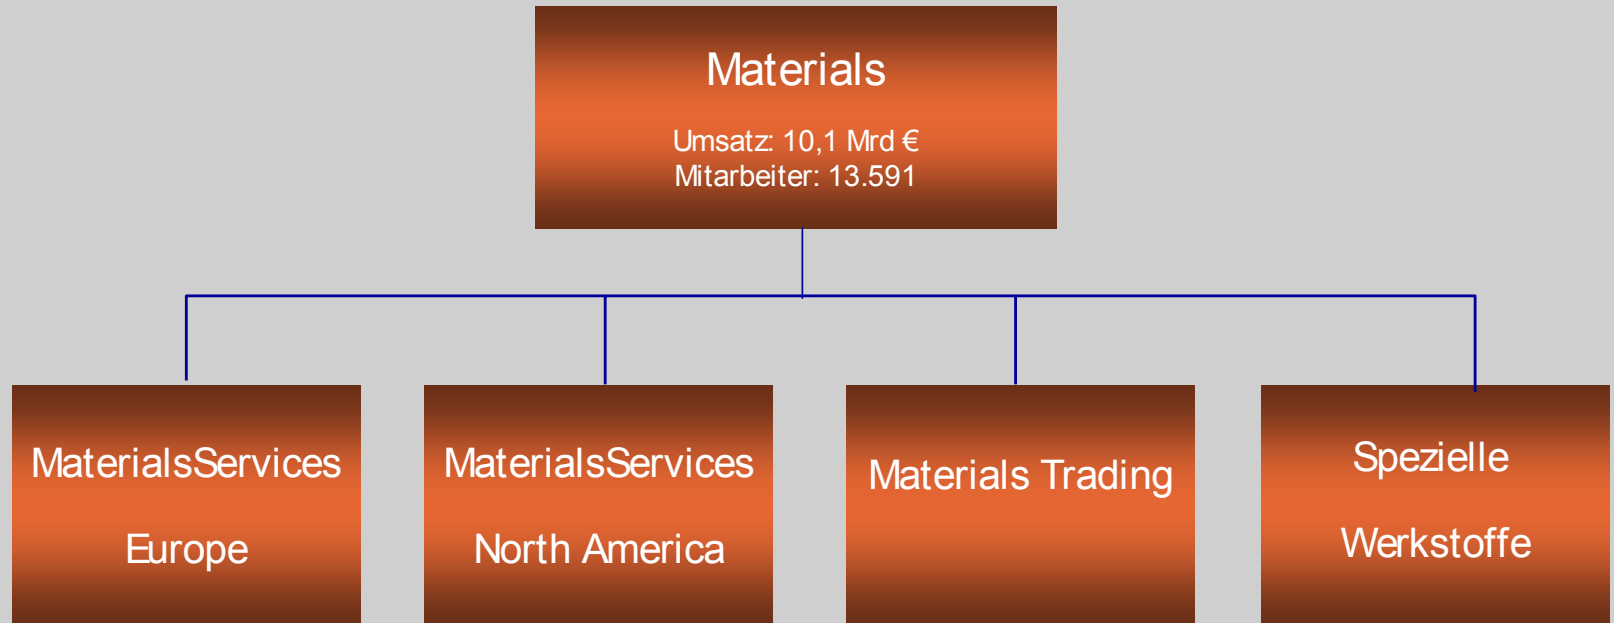 Materials
Umsatz: 10,1 Mrd €
Mitarbeiter: 13.591
MaterialsServices
Europe
MaterialsServices
North America
Materials Trading
Spezielle
Werkstoffe